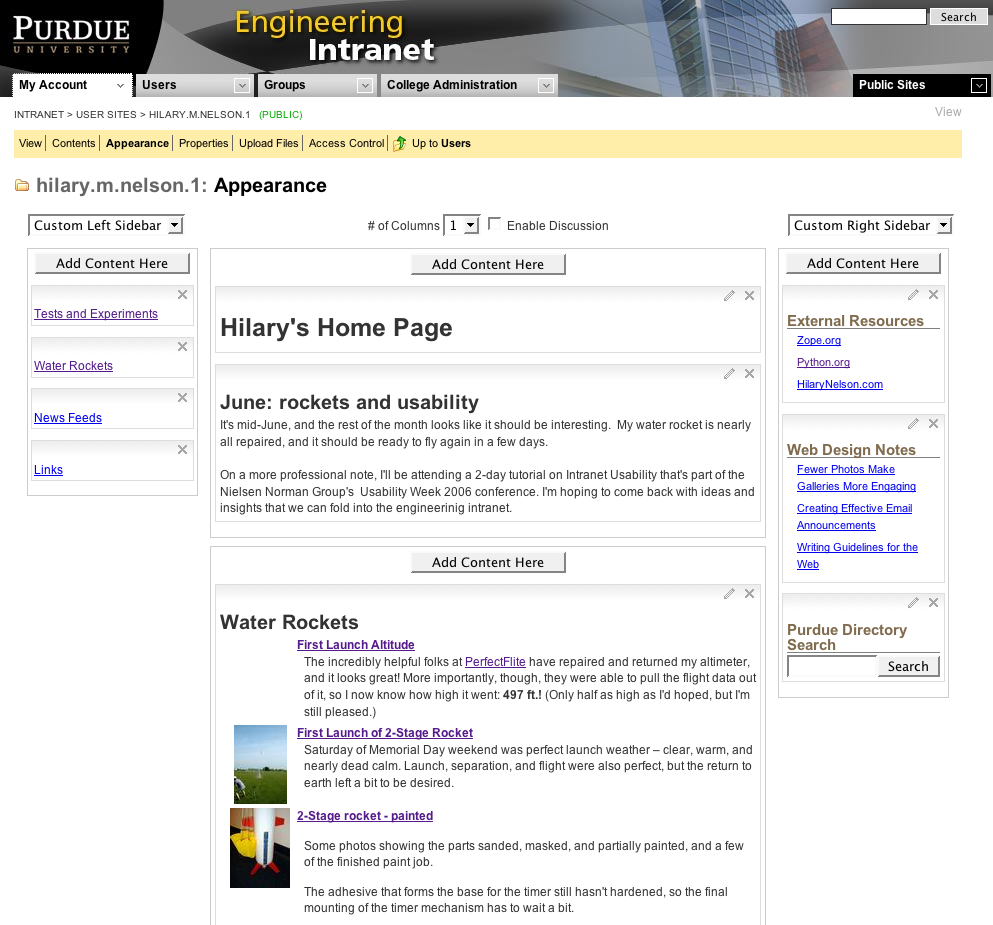 PURDUE
UNIVERSITY
Engineering
Intranet
Search
My Account
Users
Groups
College Administration
Public Sites
INTRANET > USER SITES > HILARY.M.NELSON.1 (PUBLIC)
View
View
Contents
Appearance
Properties
Upload Files
Access Control
Up to Users
hilary.m.nelson.1: Appearance
Custom Left Sidebar
# of Columns 1
Enable Discussion
Custom Right Sidebar
Add Content Here
Tests and Experiments
Water Rockets
News Feeds
Links
Add Content Here
Hilary's Home Page
June: rockets and usability
It's mid-June, and the rest of the month looks like it should be interesting. My water rocket is nearly
all repaired, and it should be ready to fly again in a few days.
On a more professional note, I'll be attending a 2-day tutorial on Intranet Usability that's part of the
Nielsen Norman Group's Usability Week 2006 conference. I'm hoping to come back with ideas and
insights that we can fold into the engineerinig intranet.
Add Content Here
Water Rockets
First Launch Altitude
The incredibly helpful folks at PerfectFlite have repaired and returned my altimeter,
and it looks great! More importantly, though, they were able to pull the flight data out
of it, so I now know how high it went: 497 ft.! (Only half as high as I'd hoped, but I'm
still pleased.)
First Launch of 2-Stage Rocket
Saturday of Memorial Day weekend was perfect launch weather – clear, warm, and
nearly dead calm. Launch, separation, and flight were also perfect, but the return to
earth left a bit to be desired.
2-Stage rocket - painted
Some photos showing the parts sanded, masked, and partially painted, and a few
of the finished paint job.
The adhesive that forms the base for the timer still hasn't hardened, so the final
mounting of the timer mechanism has to wait a bit.
Add Content Here
External Resources
Zope.org
Python.org
HilaryNelson.com
Web Design Notes
Fewer Photos Make
Galleries More Engaging
Creating Effective Email
Announcements
Writing Guidelines for the
Web
Purdue Directory
Search
Search